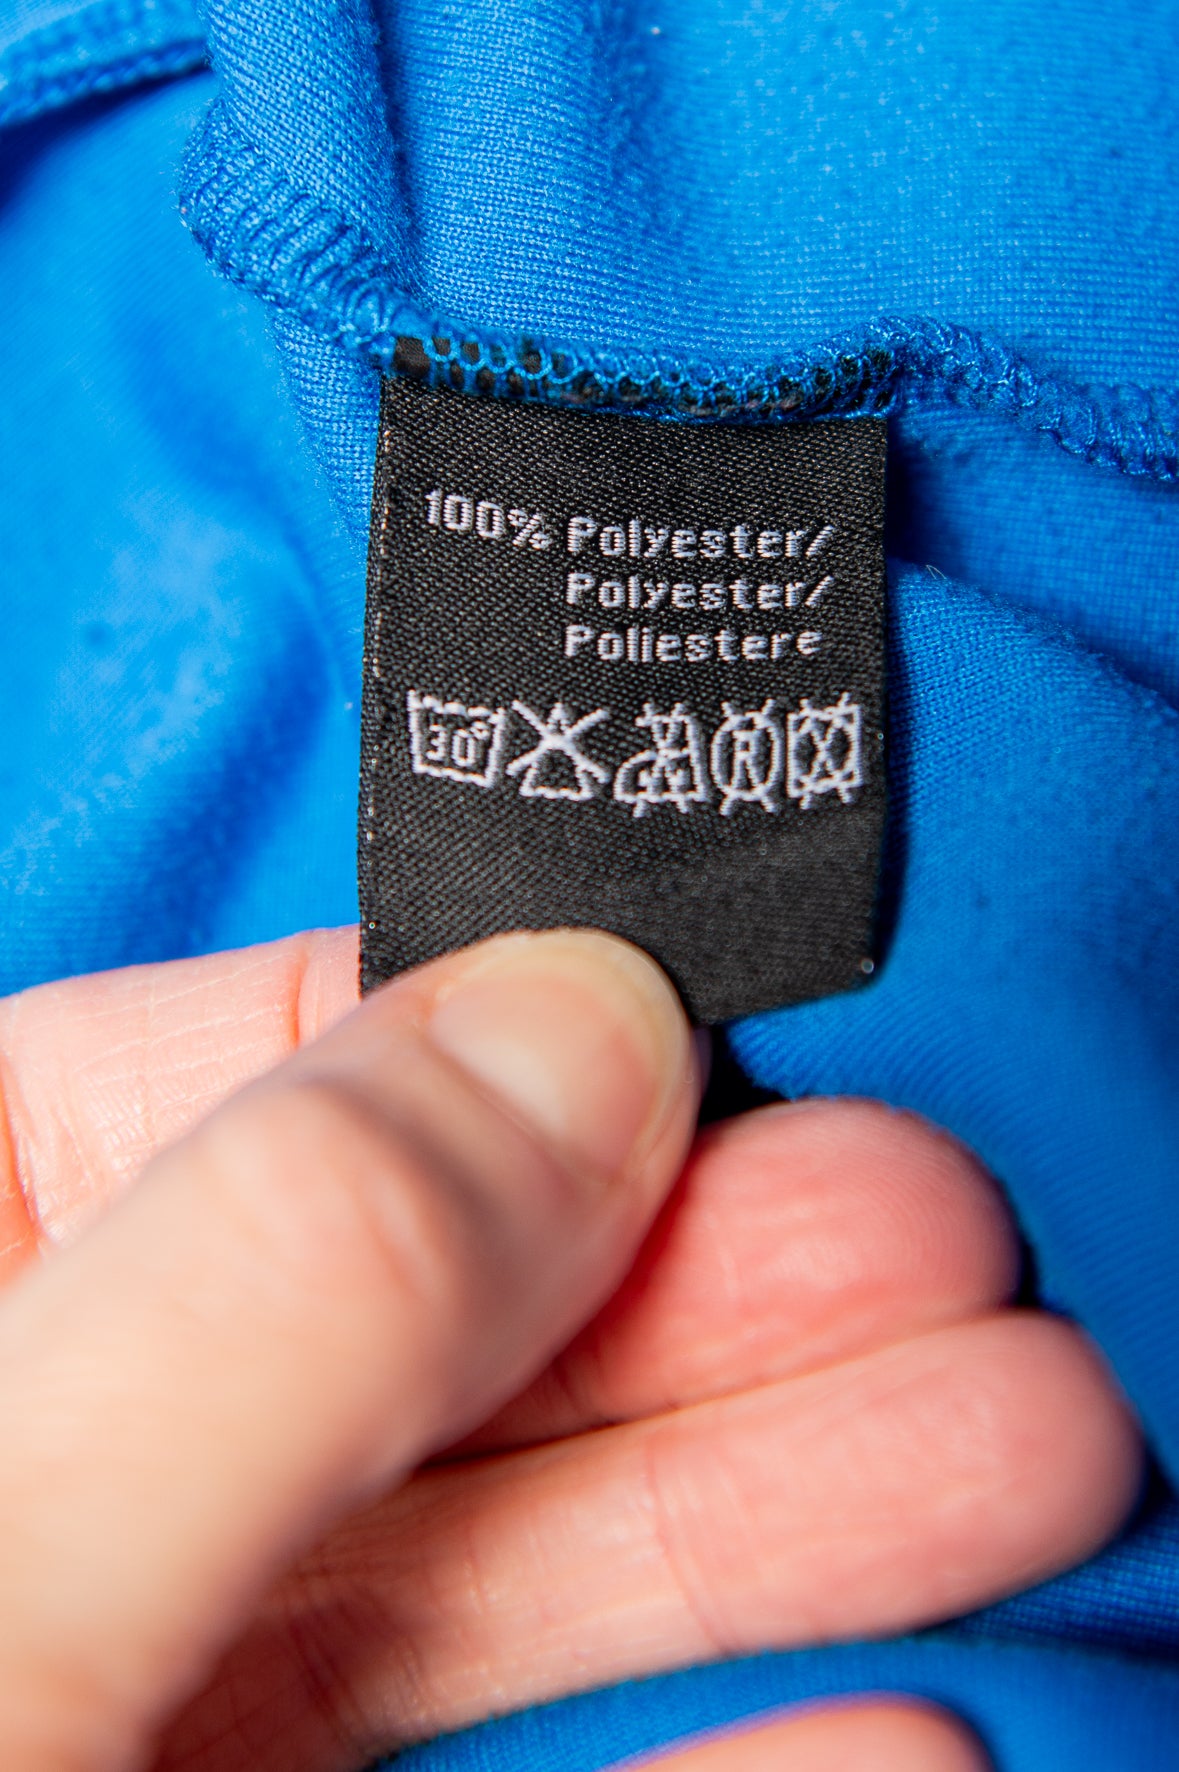 100% Polyester/
Polyester/
Poliestere
30°